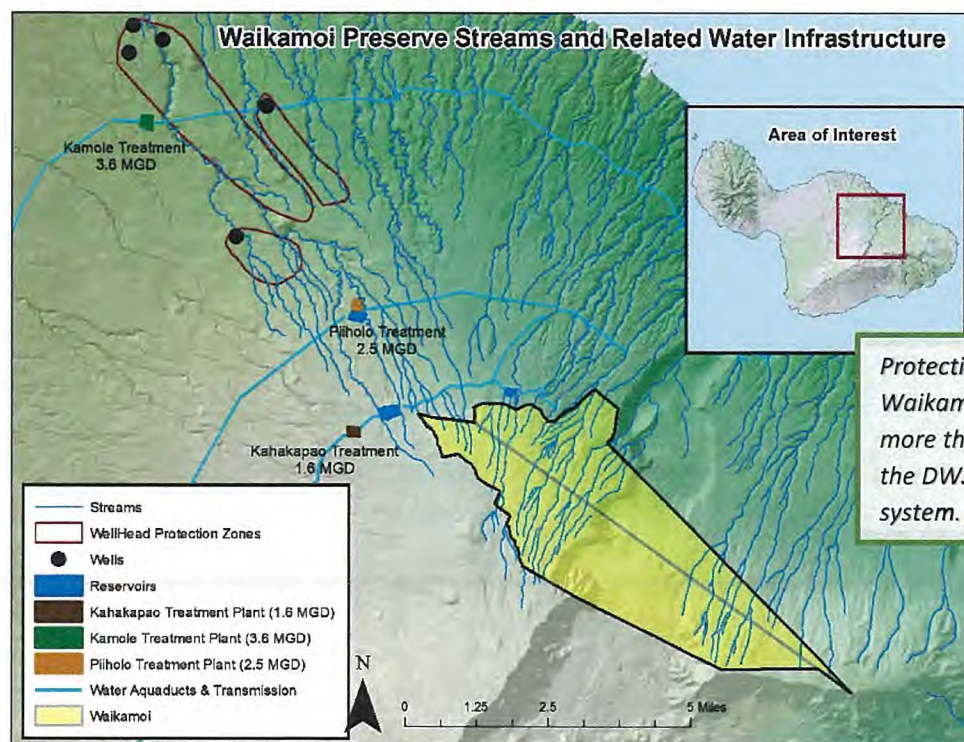 Waikamoi Preserve Streams and Related Water Infrastructure
Area of Interest
Kamole Treatment
3.6 MGD
Piiholo Treatment
2.5 MGD
Kahakapao Treatment
1.6 MGD
Protecti
Waikam
more th
the DW
system.
Streams
WellHead Protection Zones
Wells
Reservoirs
Kahakapao Treatment Plant (1.6 MGD)
Kamole Treatment Plant (3.6 MGD)
Piiholo Treatment Plant (2.5 MGD)
Water Aquaducts & Transmission
Waikamoi
N
0 1.25 2.5 5 Miles